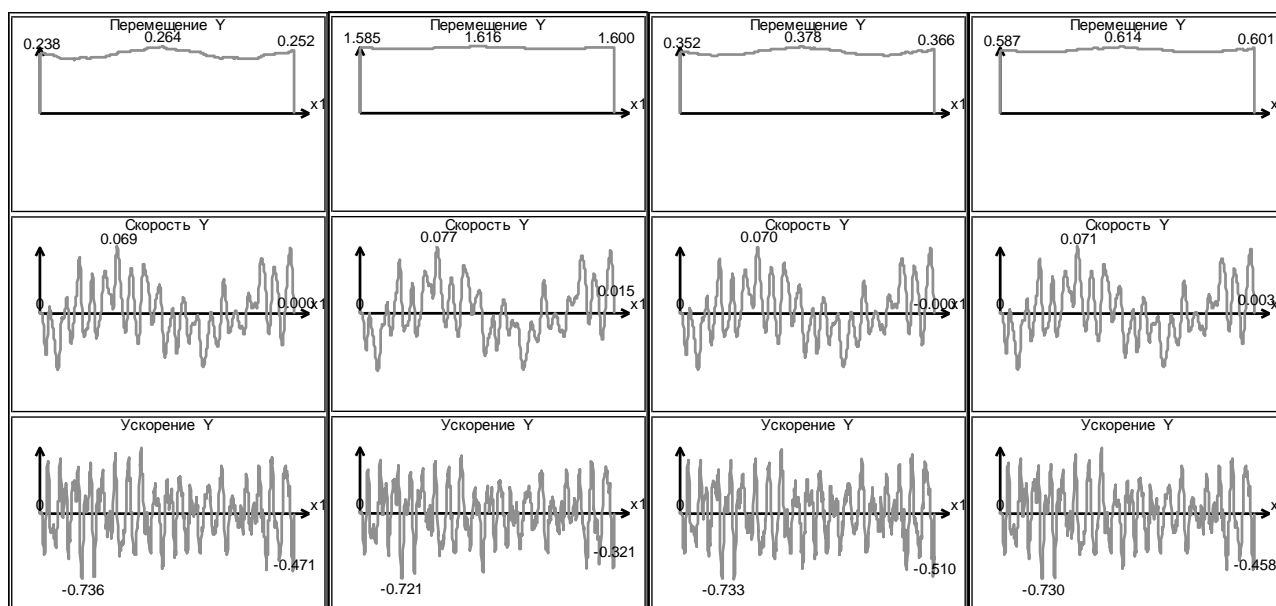 Перемещение Y
0.238 0.264 0.252
x1
Перемещение Y
1.585 1.616 1.600
x1
Перемещение Y
0.352 0.378 0.366
x1
Перемещение Y
0.587 0.614 0.601
x
Скорость Y
0.069
0 0.000 x1
Скорость Y
0.077
0 0.015 x1
Скорость Y
0.070
0 -0.000 x1
Скорость Y
0.071
0 0.003 x
Ускорение Y
0 x1
-0.471
-0.736
Ускорение Y
0 x1
-0.321
-0.721
Ускорение Y
0 x1
-0.510
-0.733
Ускорение Y
0 x
-0.458
-0.730